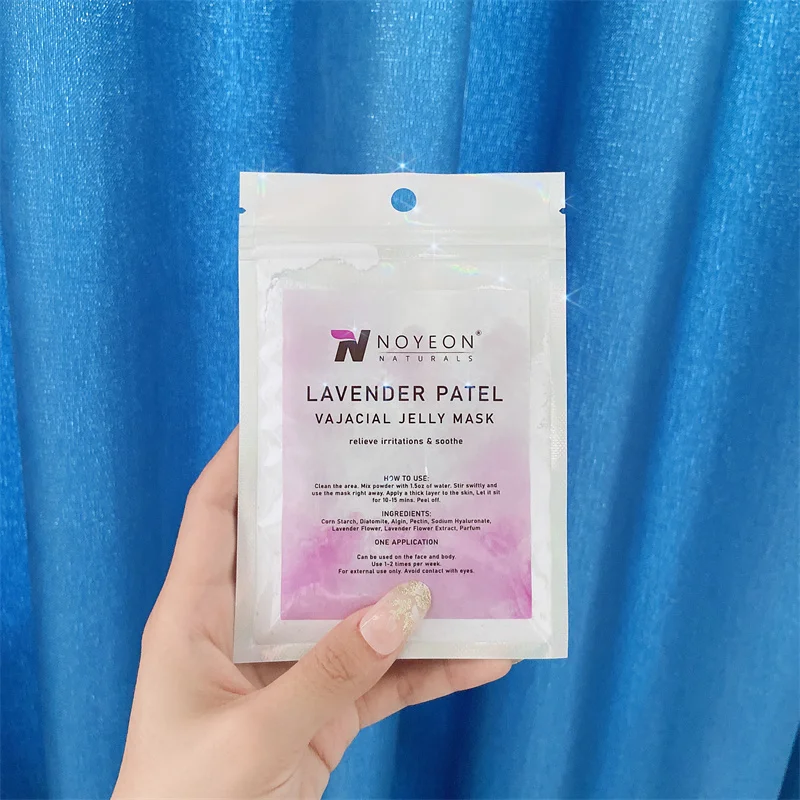 NOYEON®
NATURALS
LAVENDER PATEL
VAJACIAL JELLY MASK
relieve irritations & soothe
HOW TO USE:
Clean the area. Mix powder with 1.5oz of water. Stir swiftly and
use the mask right away. Apply a thick layer to the skin, Let it sit
for 10-15 mins. Peel off.
INGREDIENTS:
Corn Starch, Diatomite, Algin, Pectin, Sodium Hyaluronate,
Lavender Flower, Lavender Flower Extract, Parfum
ONE APPLICATION
Can be used on the face and body.
Use 1-2 times per week.
For external use only. Avoid contact with eyes.